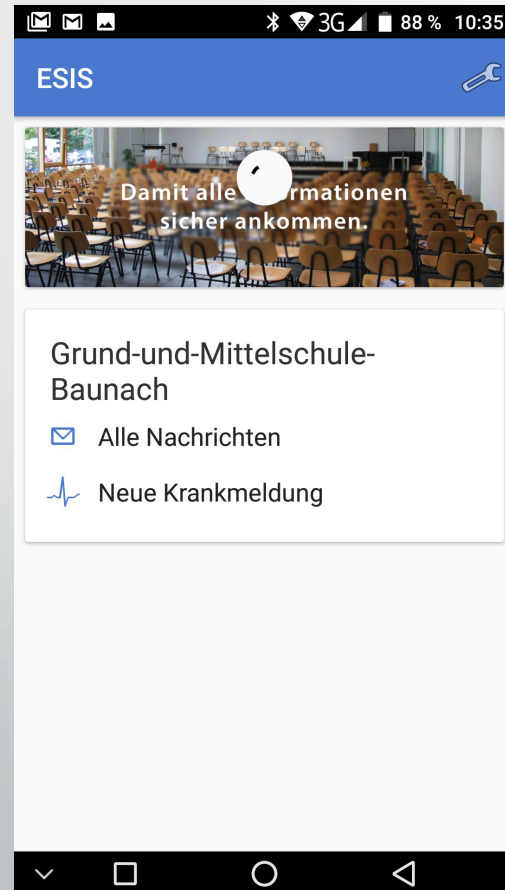 3G 88 % 10:35
ESIS
Damit alle rmationen
sicher ankommen.
Grund-und-Mittelschule-
Baunach
Alle Nachrichten
Neue Krankmeldung